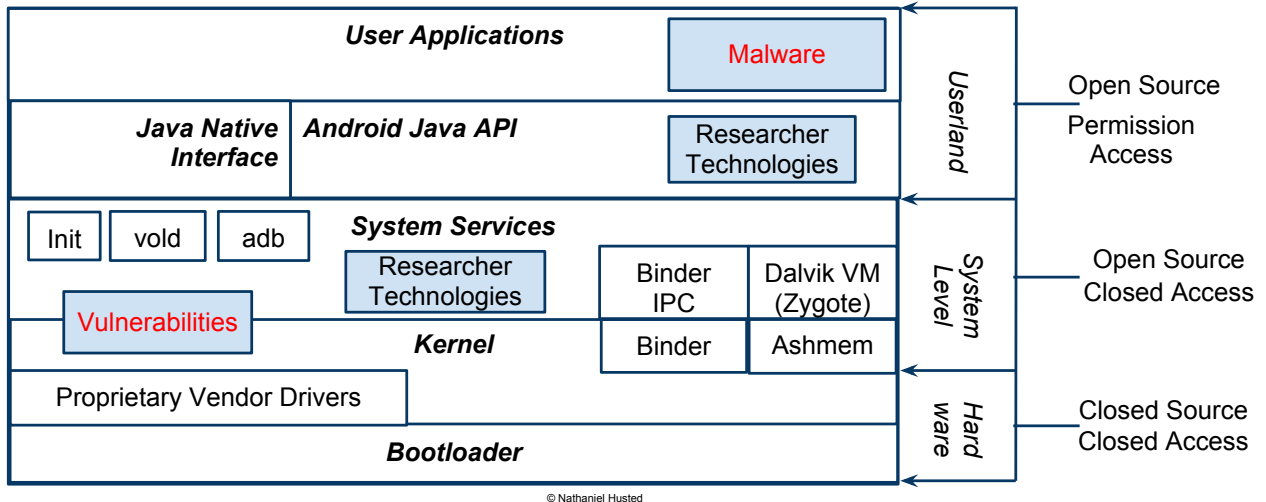 User Applications
Malware
Java Native
Interface
Android Java API
Researcher
Technologies
Userland
Open Source
Permission
Access
Init
vold
adb
System Services
Researcher
Technologies
Binder
IPC
Dalvik VM
(Zygote)
System
Level
Open Source
Closed Access
Vulnerabilities
Kernel
Binder
Ashmem
Proprietary Vendor Drivers
Hard
ware
Closed Source
Closed Access
Bootloader
© Nathaniel Husted